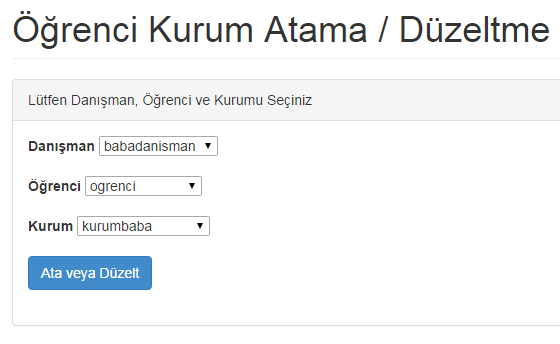 Öğrenci Kurum Atama / Düzeltme
Lütfen Danışman, Öğrenci ve Kurumu Seçiniz
Danışman babadanisman
Öğrenci ogrenci
Kurum kurumbaba
Ata veya Düzelt